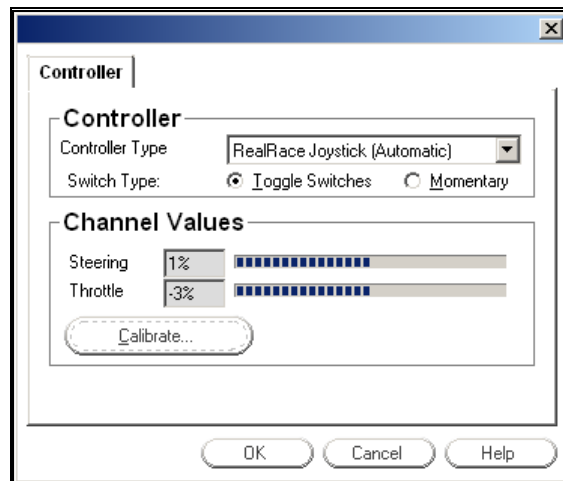 Controller
Controller
Controller Type RealRace Joystick (Automatic)
Switch Type: Toggle Switches Momentary
Channel Values
Steering 1%
Throttle -3%
Calibrate...
OK Cancel Help